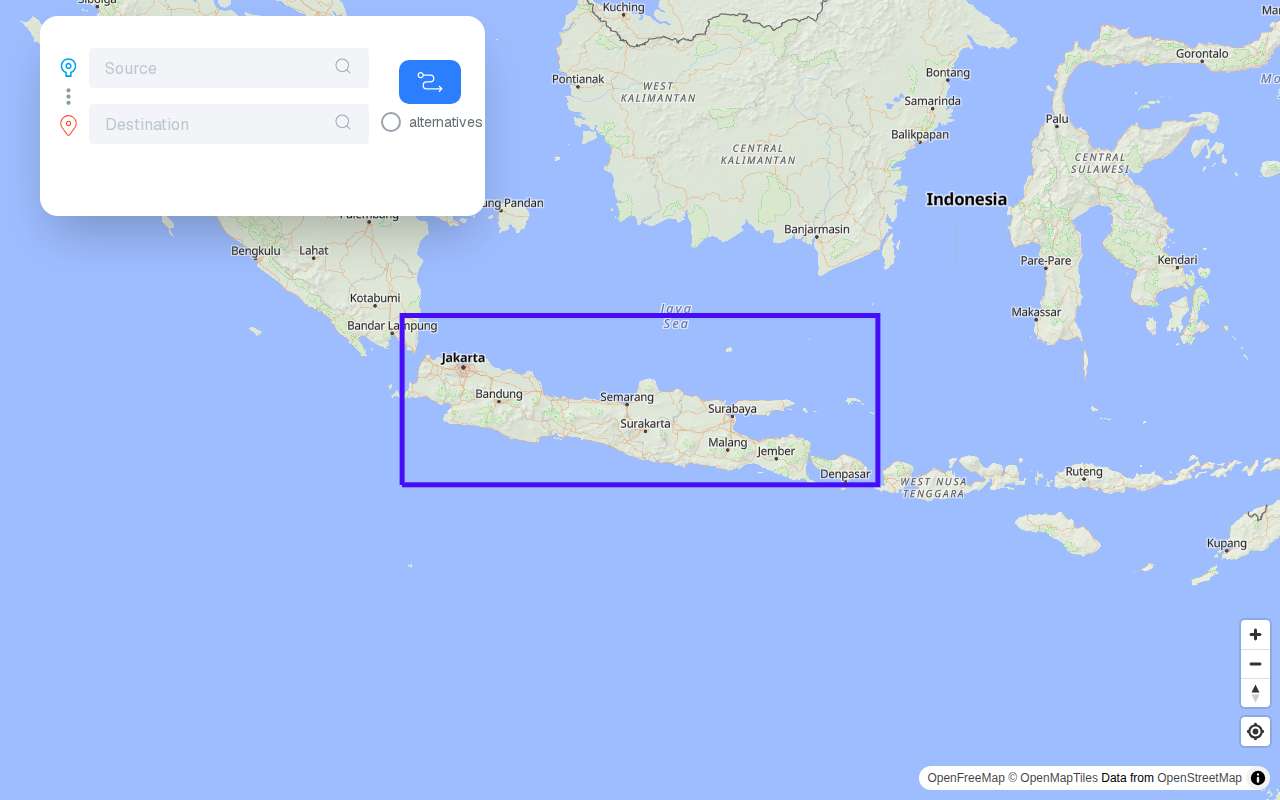 Kuching
Gorontalo
Source
Pontianak
WEST
KALIMANTAN
Bontang
Samarinda
Palu
Destination
alternatives
Balikpapan
CENTRAL
KALIMANTAN
CENTRAL
SULAWESI
Indonesia
Banjarmasin
Bengkulu
Lahat
Pare-Pare
Kendari
Kotabumi
Java
Sea
Makassar
Bandar Lampung
Jakarta
Bandung
Semarang
Surabaya
Surakarta
Malang
Jember
Denpasar
WEST NUSA
TENGGARA
Ruteng
Kupang
OpenFreeMap © OpenMapTiles Data from OpenStreetMap